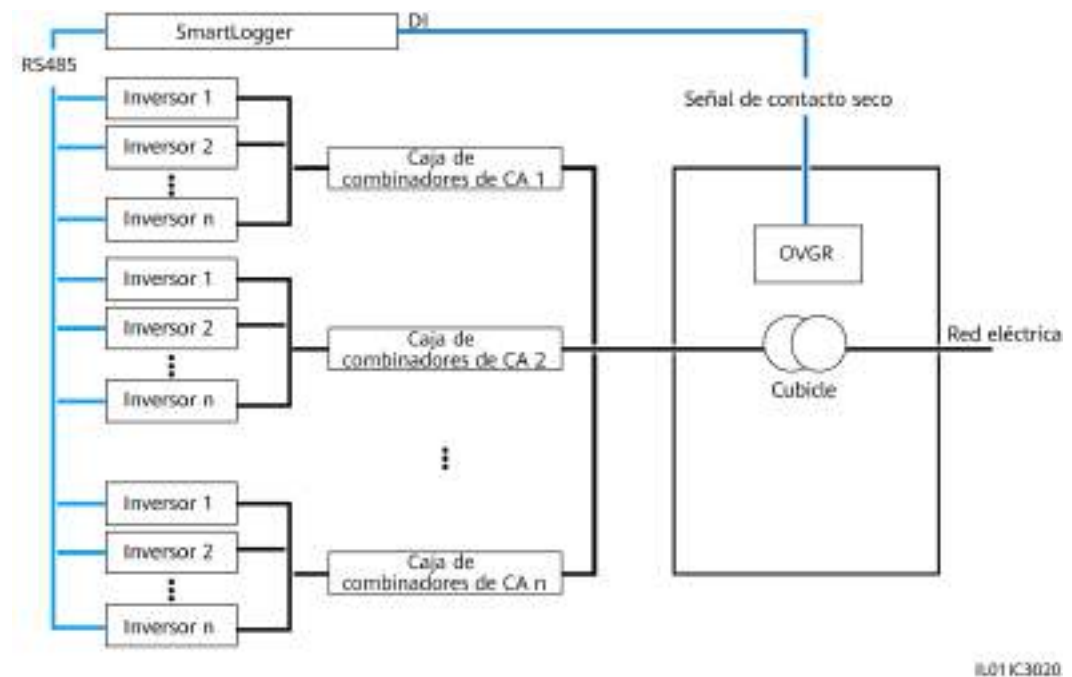 SmartLogger
DI
RS485
Inversor 1
Inversor 2
Inversor n
Caja de
combinadores de CA 1
Señal de contacto seco
OVGR
Inversor 1
Inversor 2
Inversor n
Caja de
combinadores de CA 2
Red eléctrica
Cubicle
Inversor 1
Inversor 2
Inversor n
Caja de
combinadores de CA n
IL01IC3020